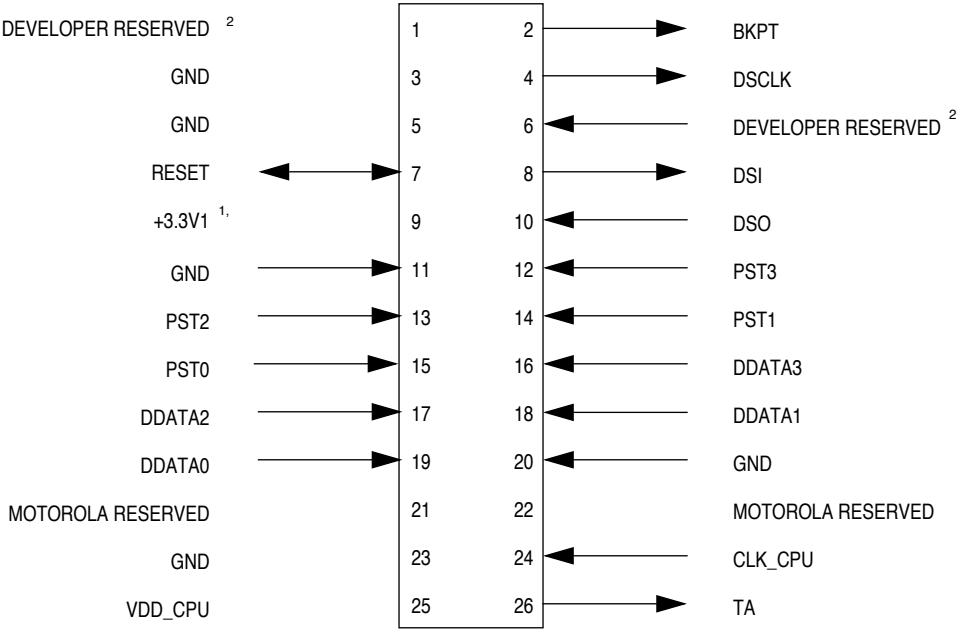 DEVELOPER RESERVED 2 1 2 BKPT
GND 3 4 DSCLK
GND 5 6 DEVELOPER RESERVED 2
RESET 7 8 DSI
+3.3V1 1, 9 10 DSO
GND 11 12 PST3
PST2 13 14 PST1
PST0 15 16 DDATA3
DDATA2 17 18 DDATA1
DDATA0 19 20 GND
MOTOROLA RESERVED 21 22 MOTOROLA RESERVED
GND 23 24 CLK_CPU
VDD_CPU 25 26 TA